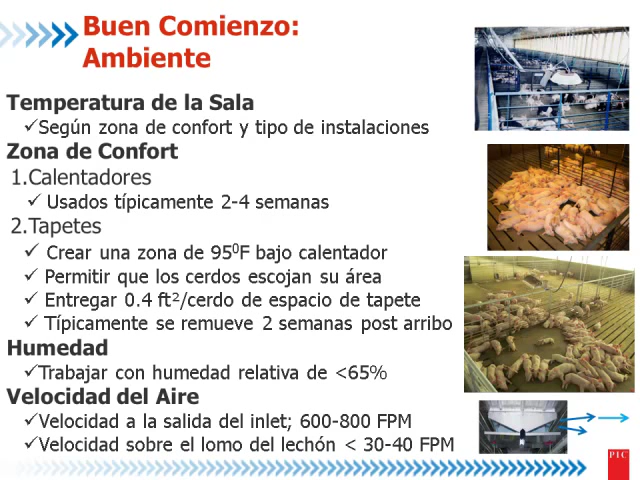 Buen Comienzo:
Ambiente
Temperatura de la Sala
✓Según zona de confort y tipo de instalaciones
Zona de Confort
1.Calentadores
✓ Usados típicamente 2-4 semanas
2.Tapetes
✓ Crear una zona de 95⁰F bajo calentador
✓ Permitir que los cerdos escojan su área
✓ Entregar 0.4 ft²/cerdo de espacio de tapete
✓ Típicamente se remueve 2 semanas post arribo
Humedad
✓Trabajar con humedad relativa de <65%
Velocidad del Aire
✓Velocidad a la salida del inlet; 600-800 FPM
✓Velocidad sobre el lomo del lechón < 30-40 FPM
PIC